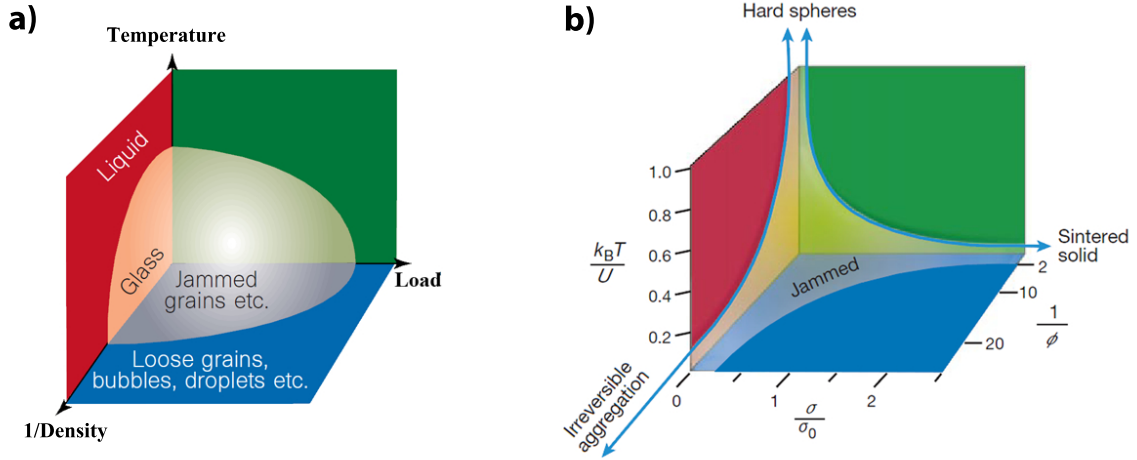 a)
Temperature
Liquid
Glass
Jammed
grains etc.
Load
Loose grains,
bubbles, droplets etc.
1/Density
b)
Hard spheres
1.0
0.8
0.6
0.4
0.2
kBT
U
Jammed
Sintered
solid
2
10
20
1
ϕ
0
1
2
σ
σ0
Irreversible
aggregation